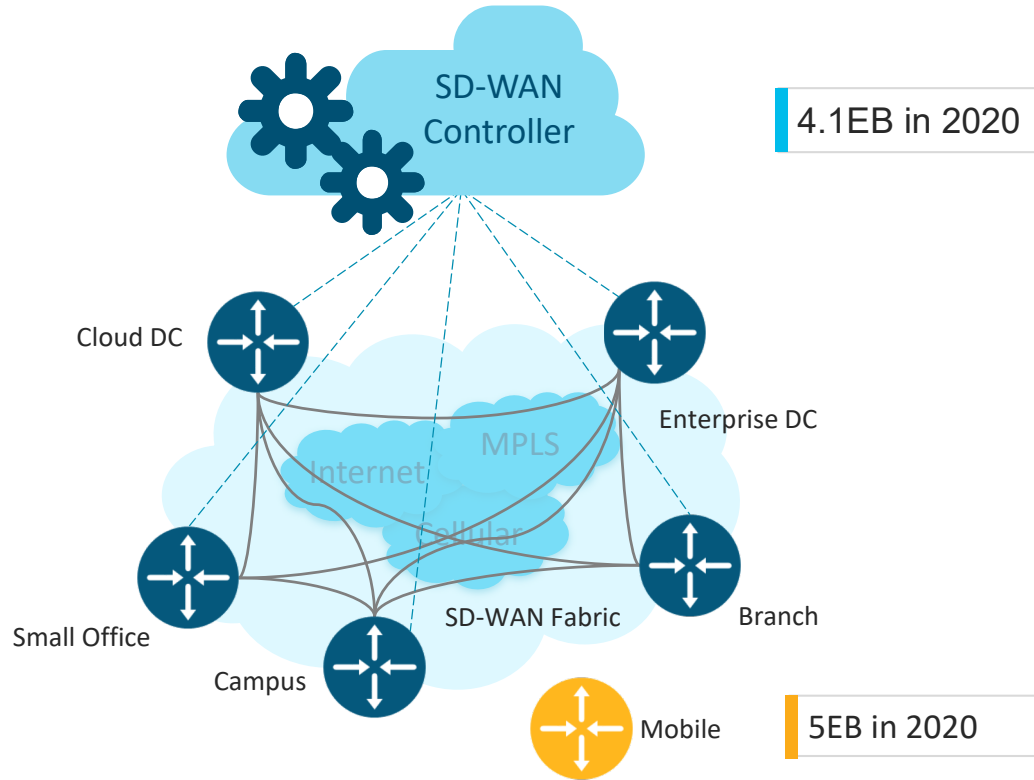 SD-WAN
Controller
4.1EB in 2020
Cloud DC
Enterprise DC
MPLS
Internet
Cellular
SD-WAN Fabric
Branch
Small Office
Campus
Mobile
5EB in 2020